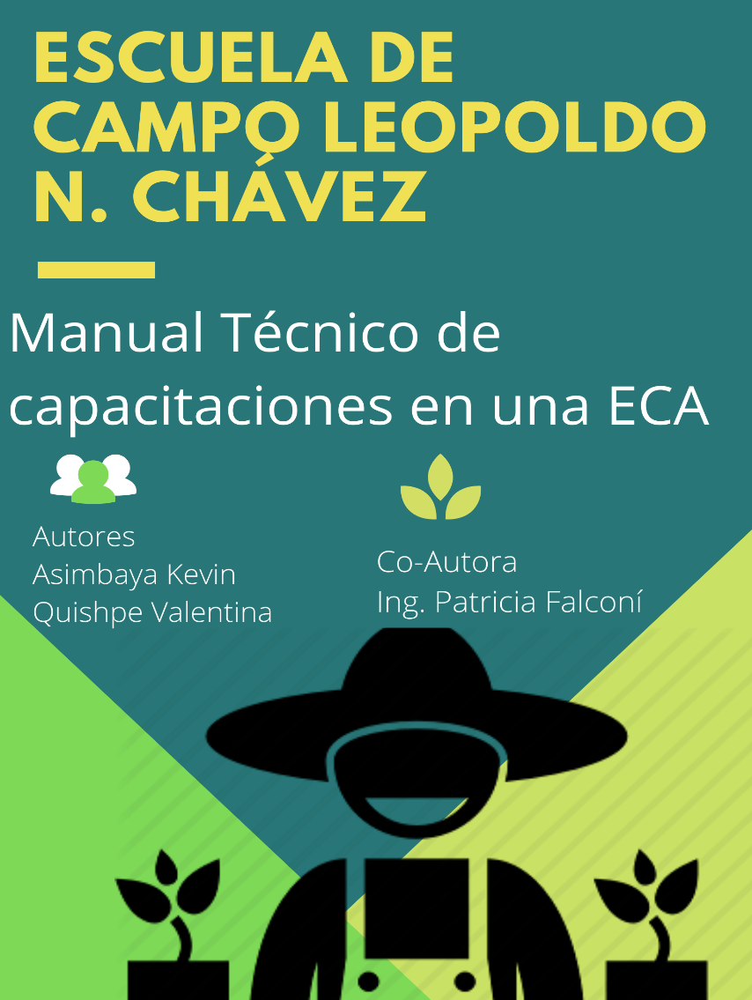 ESCUELA DE
CAMPO LEOPOLDO
N. CHÁVEZ
Manual Técnico de
capacitaciones en una ECA
Autores
Asimbaya Kevin
Quishpe Valentina
Co-Autora
Ing. Patricia Falconí